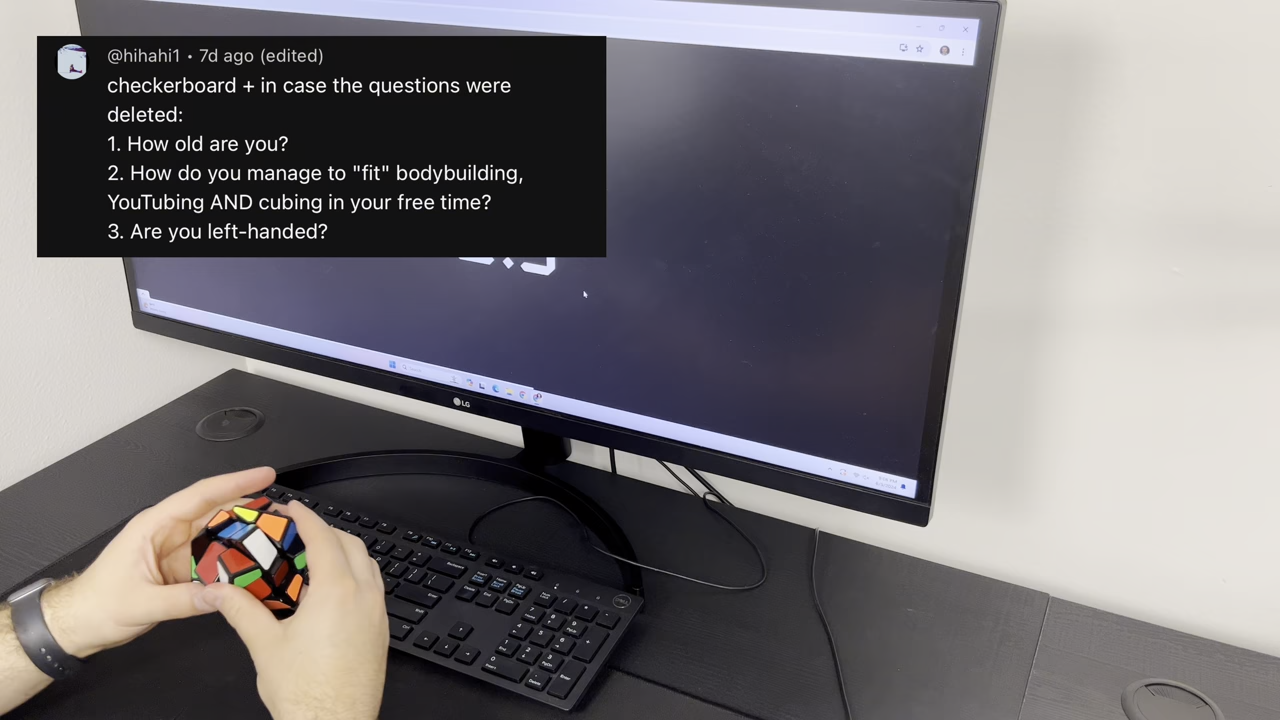 @hihahi1 • 7d ago (edited)
checkerboard + in case the questions were
deleted:
1. How old are you?
2. How do you manage to "fit" bodybuilding,
YouTubing AND cubing in your free time?
3. Are you left-handed?
LG
DELL